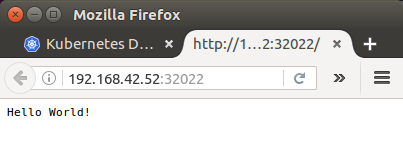 Mozilla Firefox
Kubernetes D... http://1...2:32022/
192.168.42.52:32022
Hello World!